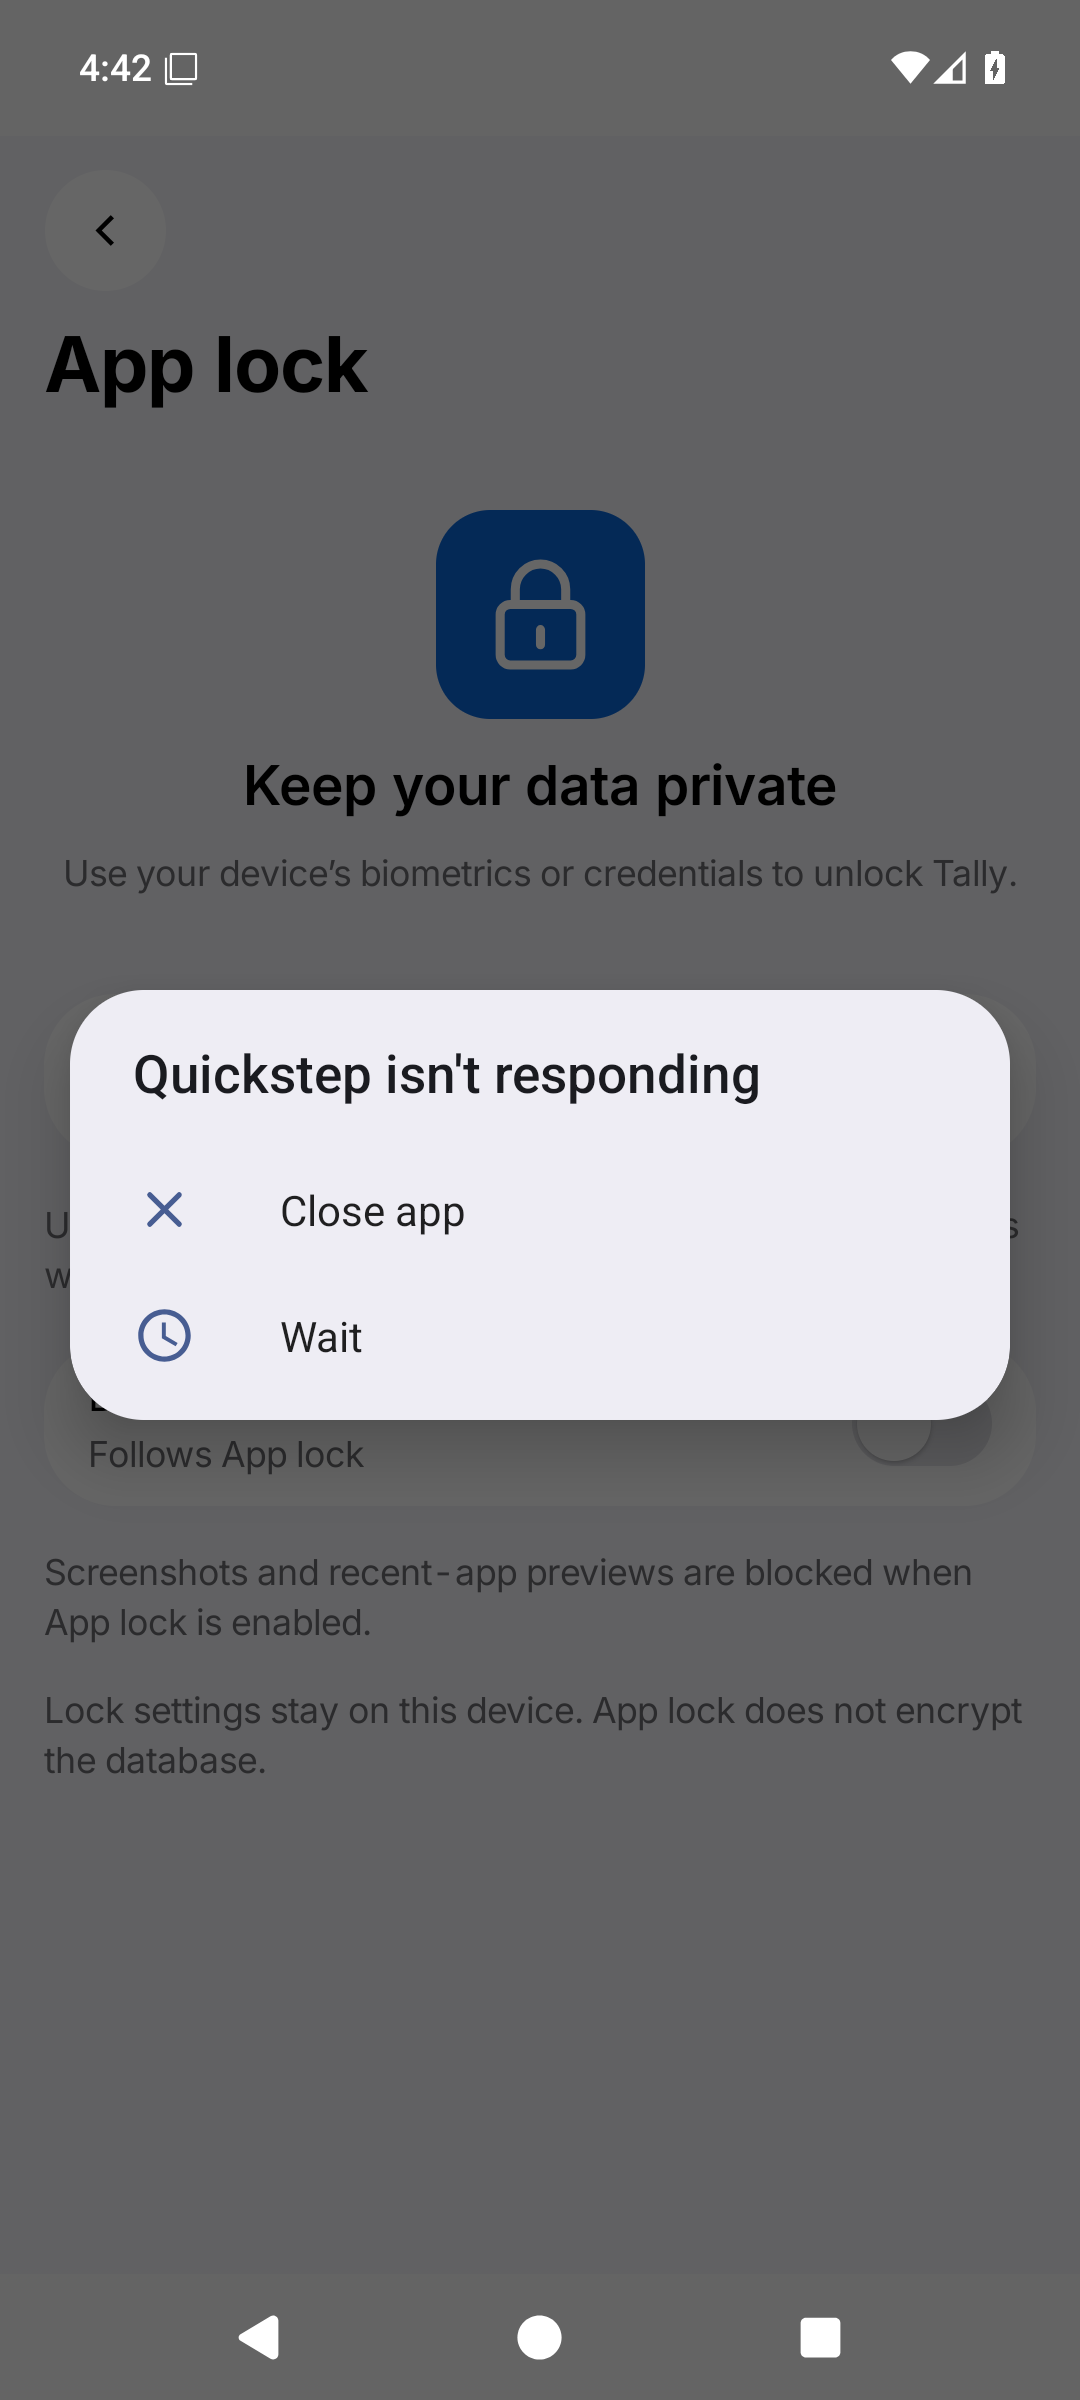 4:42
App lock
Keep your data private
Use your device’s biometrics or credentials to unlock Tally.
Quickstep isn't responding
Close app
Wait
Follows App lock
Screenshots and recent-app previews are blocked when
App lock is enabled.
Lock settings stay on this device. App lock does not encrypt
the database.